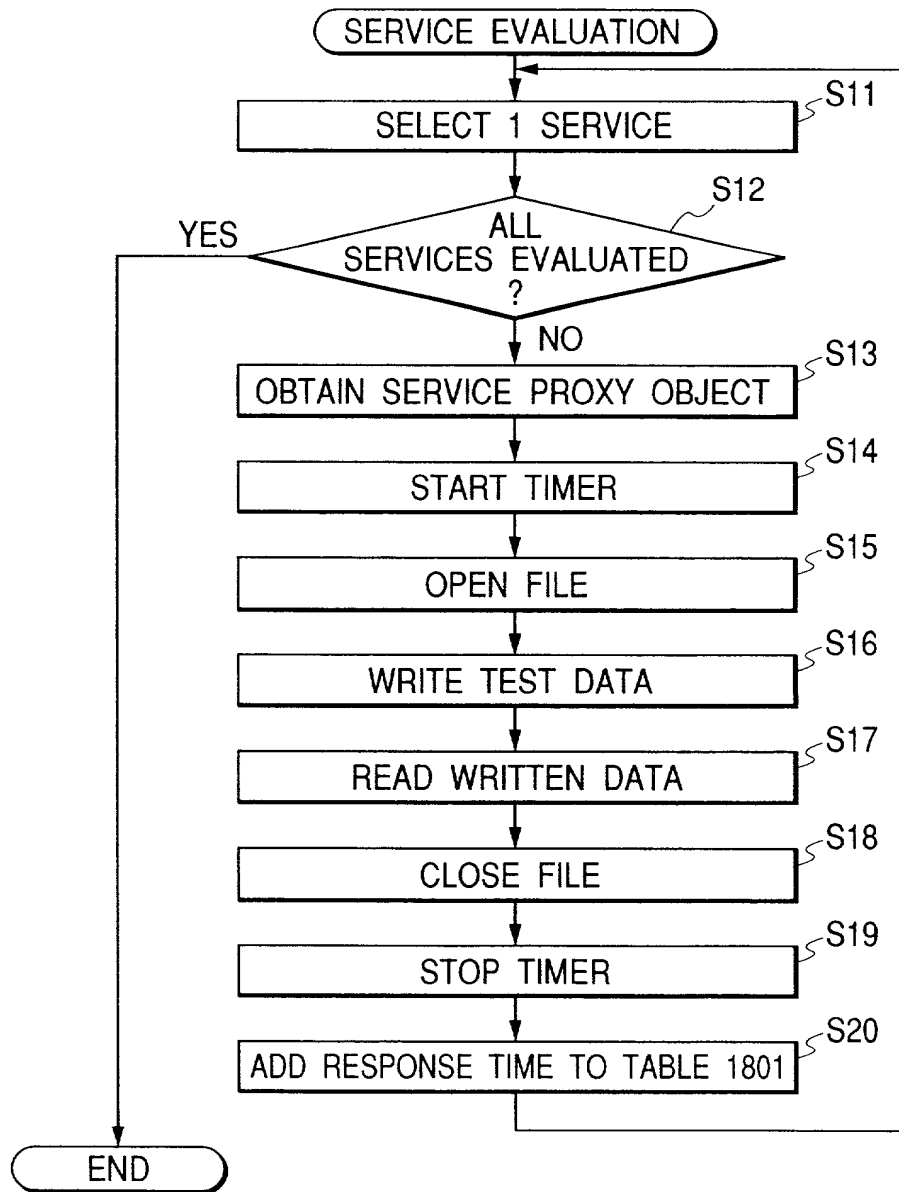 SERVICE EVALUATION
S11
SELECT 1 SERVICE
S12
YES
ALL
SERVICES EVALUATED
?
NO
S13
OBTAIN SERVICE PROXY OBJECT
S14
START TIMER
S15
OPEN FILE
S16
WRITE TEST DATA
S17
READ WRITTEN DATA
S18
CLOSE FILE
S19
STOP TIMER
S20
ADD RESPONSE TIME TO TABLE 1801
END